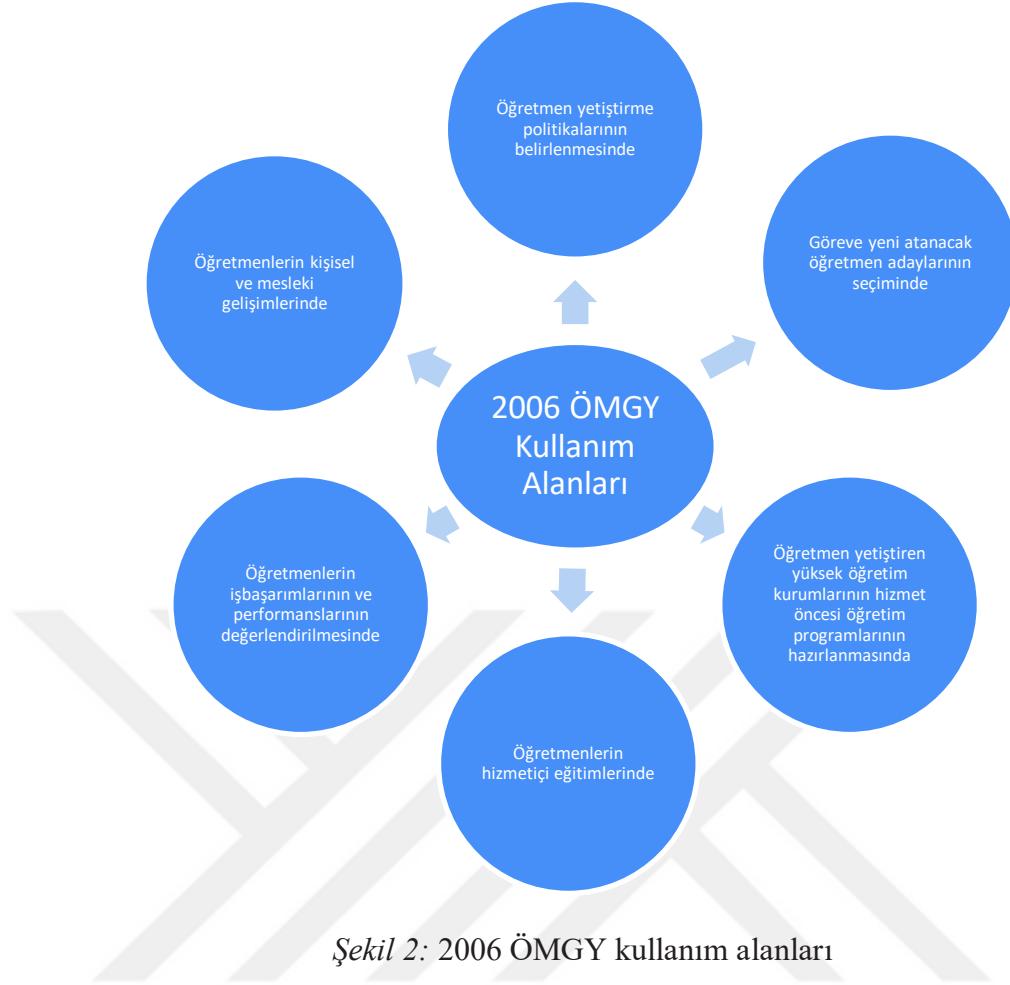 Öğretmen yetiştirme
politikalarının
belirlenmesinde
Göreve yeni atanacak
öğretmen adaylarının
seçiminde
Öğretmenlerin kişisel
ve mesleki
gelişimlerinde
2006 ÖMGY
Kullanım
Alanları
Öğretmenlerin
işbaşarımlarının ve
performanslarının
değerlendirilmesinde
Öğretmen yetiştiren
yüksek öğretim
kurumlarının hizmet
öncesi öğretim
programlarının
hazırlanmasında
Öğretmenlerin
hizmetiçi eğitimlerinde
Şekil 2: 2006 ÖMGY kullanım alanları